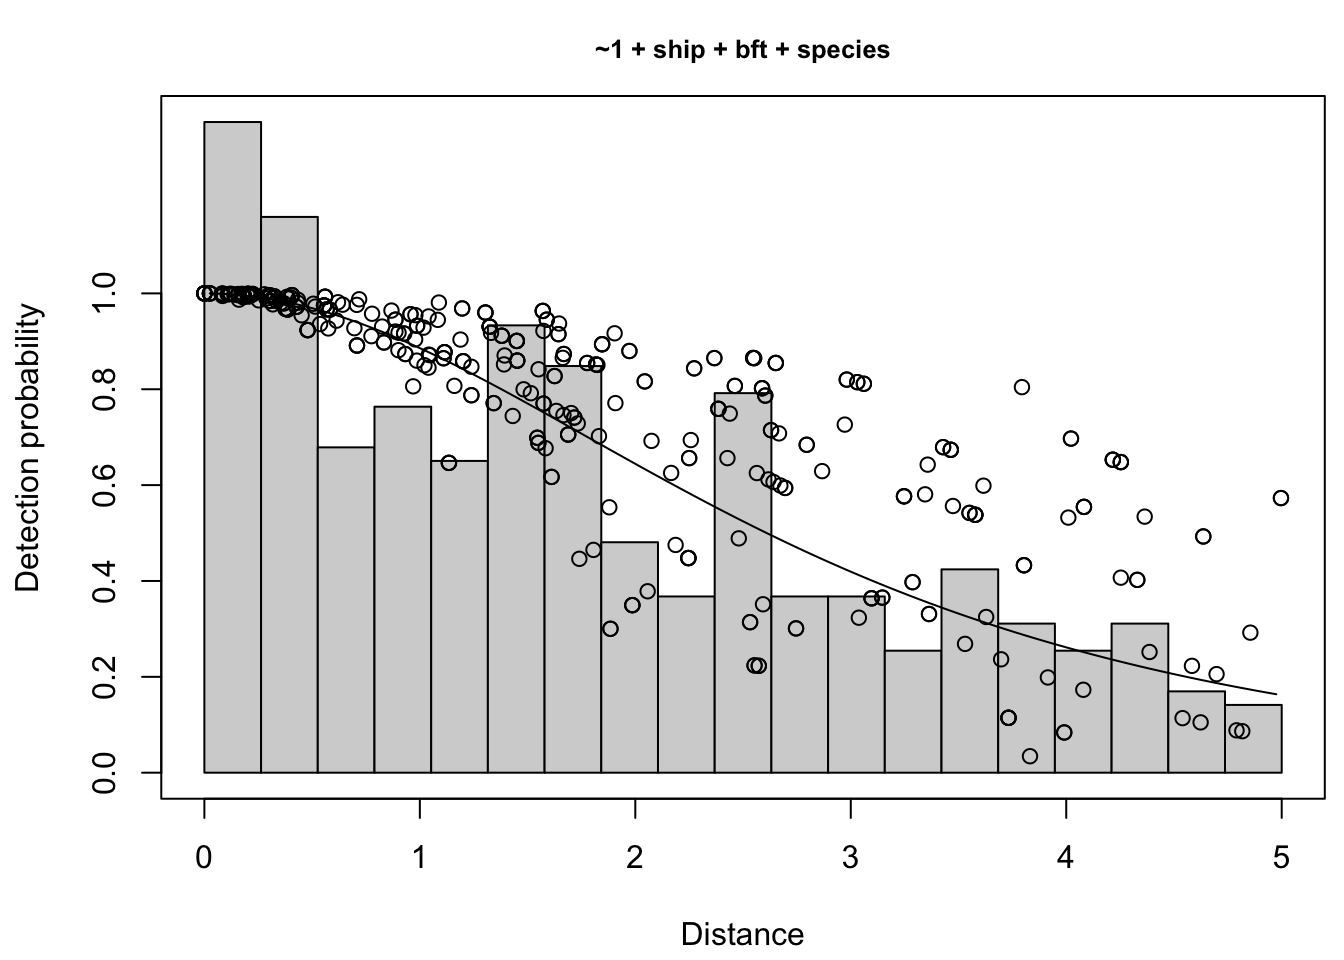 ~1 + ship + bft + species
Detection probability
1.0
0.8
0.6
0.4
0.2
0.0
0 1 2 3 4 5
Distance